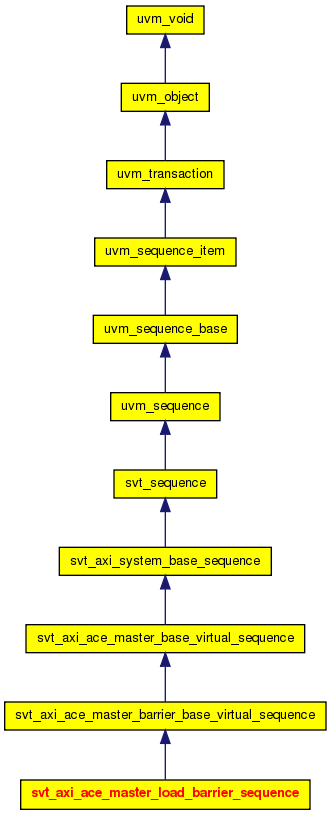 uvm_void
uvm_object
uvm_transaction
uvm_sequence_item
uvm_sequence_base
uvm_sequence
svt_sequence
svt_axi_system_base_sequence
svt_axi_ace_master_base_virtual_sequence
svt_axi_ace_master_barrier_base_virtual_sequence
svt_axi_ace_master_load_barrier_sequence